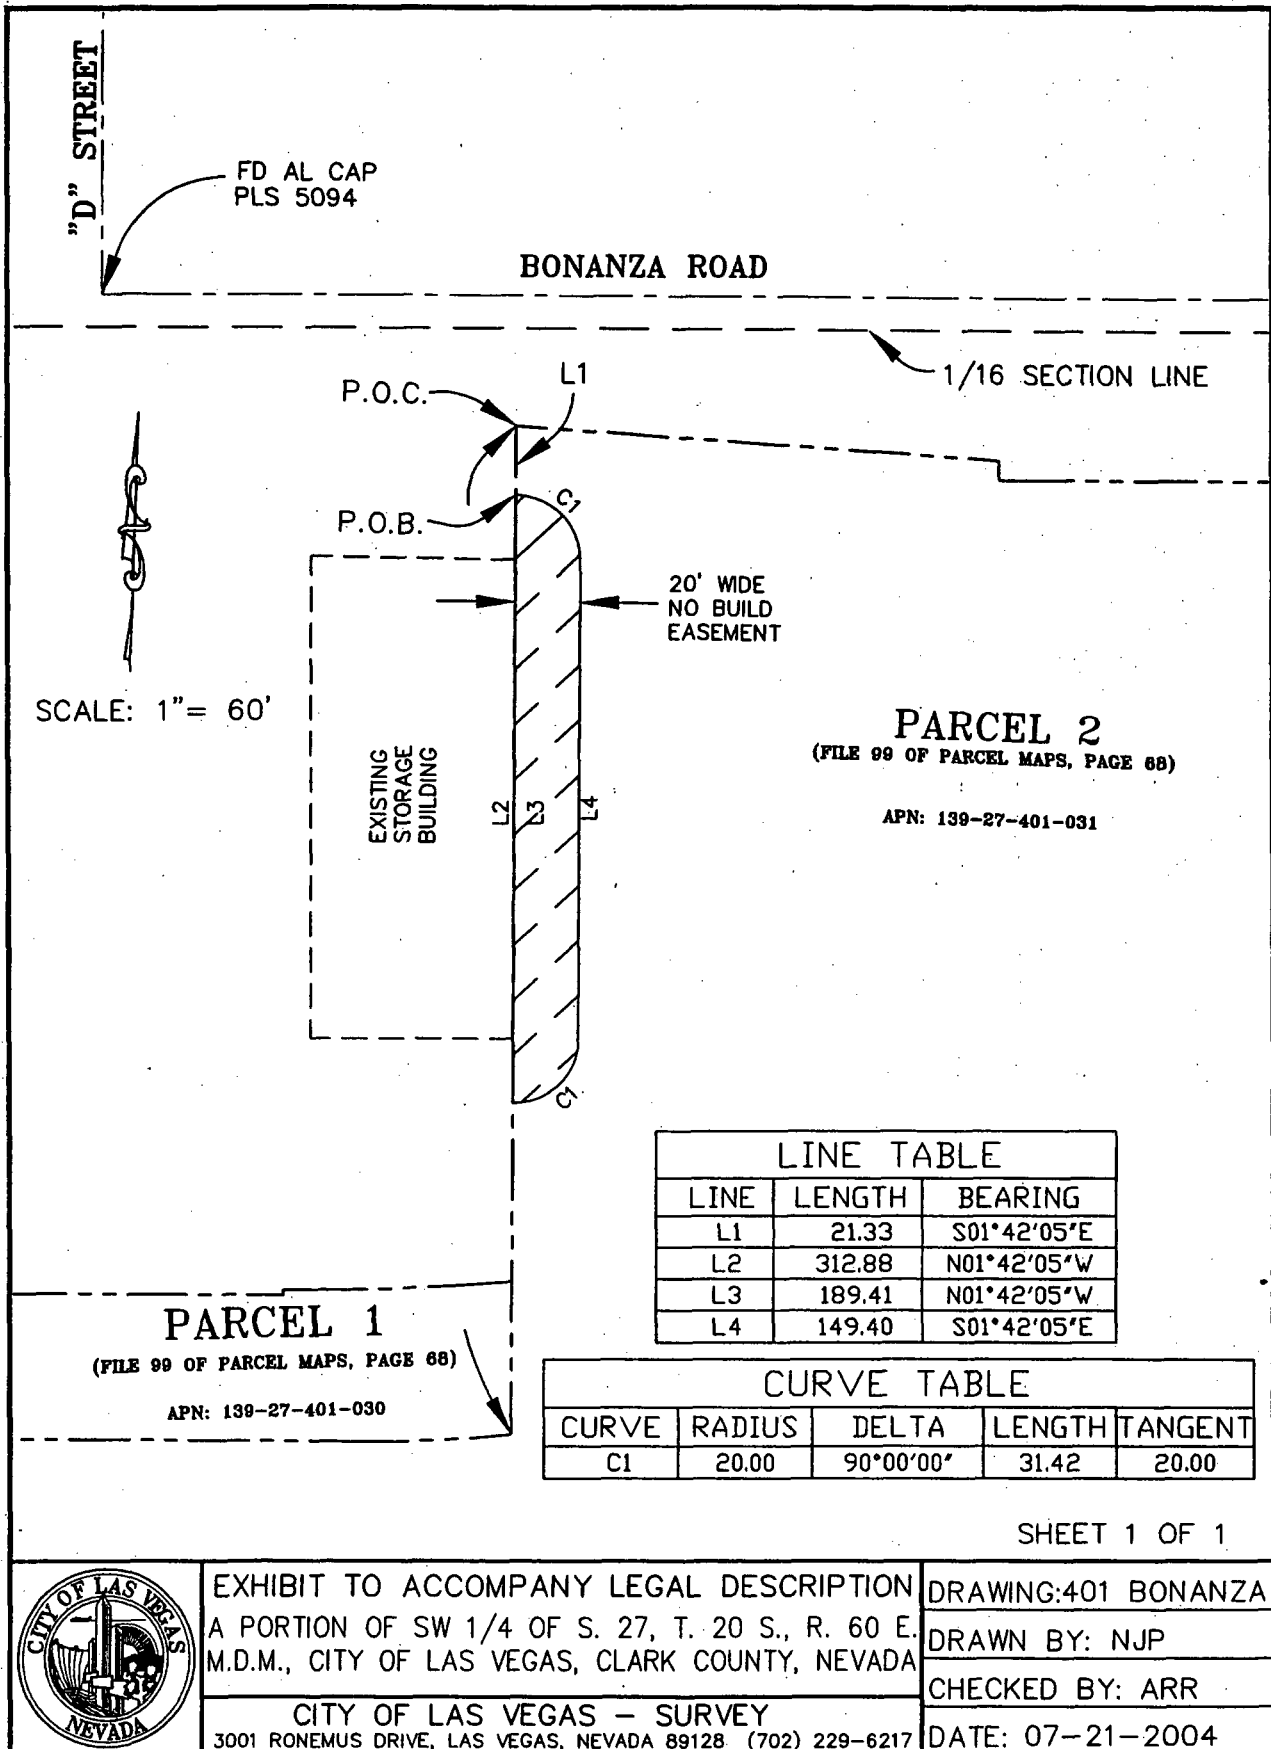 "D" STREET
FD AL CAP
PLS 5094
BONANZA ROAD
1/16 SECTION LINE
P.O.C.
L1
P.O.B.
C1
20' WIDE
NO BUILD
EASEMENT
SCALE: 1"= 60'
EXISTING
STORAGE
BUILDING
L2
L3
L4
PARCEL 2
(FILE 99 OF PARCEL MAPS, PAGE 68)
APN: 139-27-401-031
C1
LINE TABLE
LINE LENGTH BEARING
L1 21.33 S01°42'05"E
L2 312.88 N01°42'05"W
L3 189.41 N01°42'05"W
L4 149.40 S01°42'05"E
PARCEL 1
(FILE 99 OF PARCEL MAPS, PAGE 68)
APN: 139-27-401-030
CURVE TABLE
CURVE RADIUS DELTA LENGTH TANGENT
C1 20.00 90°00'00" 31.42 20.00
SHEET 1 OF 1
CITY OF LAS VEGAS
NEVADA
EXHIBIT TO ACCOMPANY LEGAL DESCRIPTION
A PORTION OF SW 1/4 OF S. 27, T. 20 S., R. 60 E.
M.D.M., CITY OF LAS VEGAS, CLARK COUNTY, NEVADA
CITY OF LAS VEGAS – SURVEY
3001 RONEMUS DRIVE, LAS VEGAS, NEVADA 89128 (702) 229-6217
DRAWING:401 BONANZA
DRAWN BY: NJP
CHECKED BY: ARR
DATE: 07-21-2004